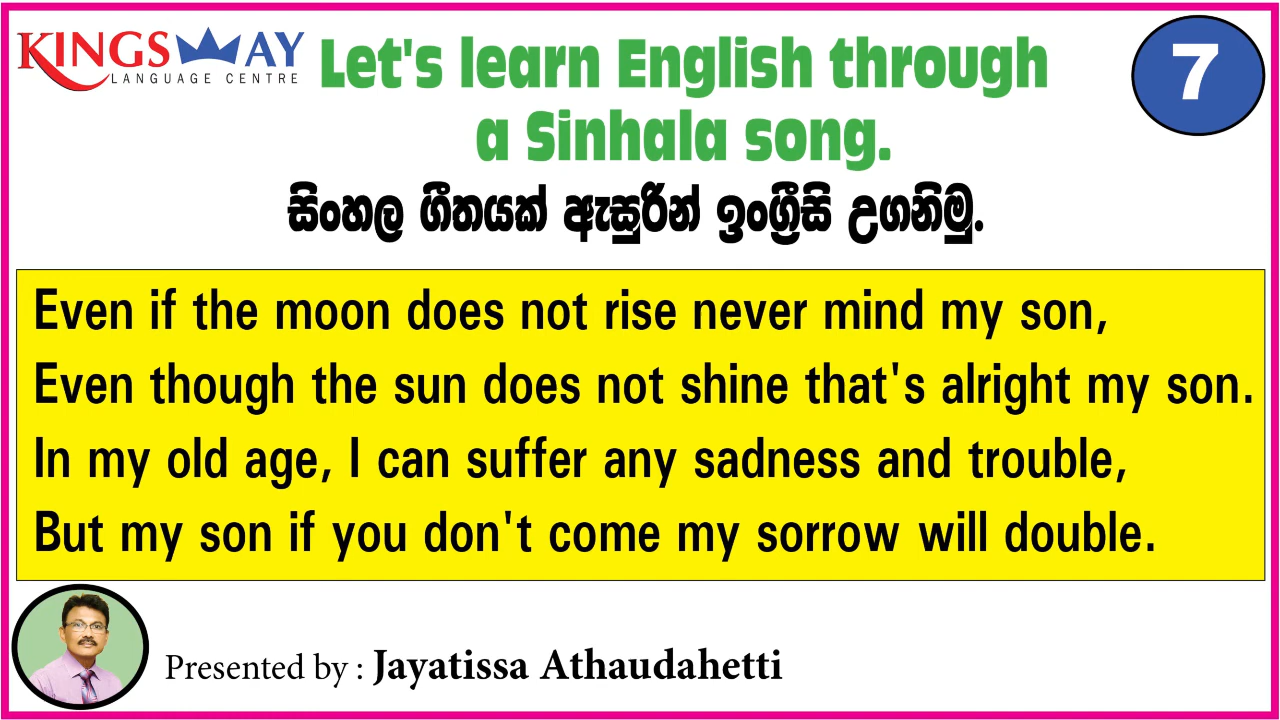 KINGSWAY
LANGUAGE CENTRE
Let's learn English through
a Sinhala song.
7
සිංහල ගීතයක් ඇසුරින් ඉංග්‍රීසි උගනිමු.
Even if the moon does not rise never mind my son,
Even though the sun does not shine that's alright my son.
In my old age, I can suffer any sadness and trouble,
But my son if you don't come my sorrow will double.
Presented by : Jayatissa Athaudahetti